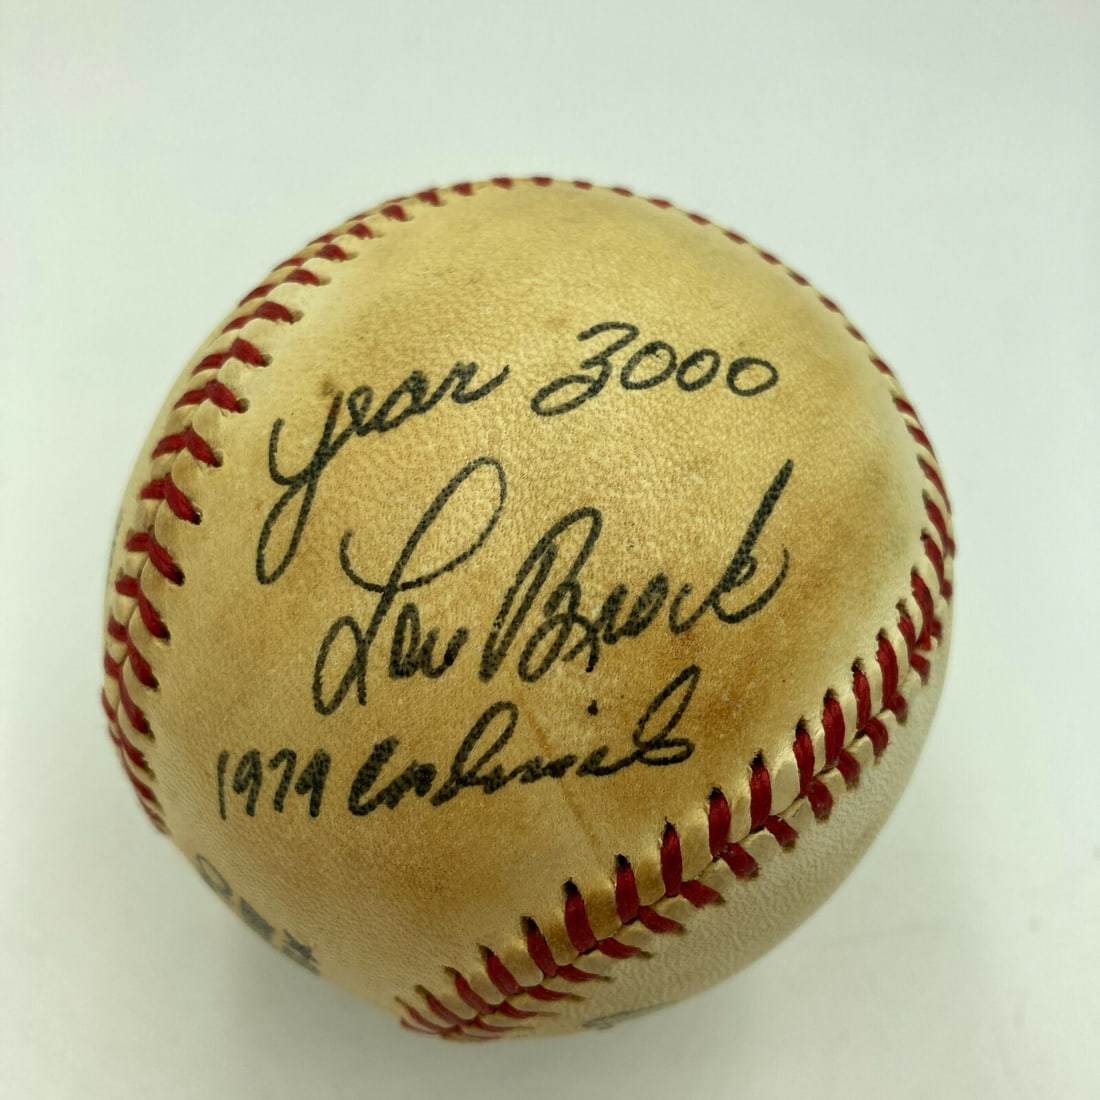 Year 3000
Lou Brock
1979 Cardinals